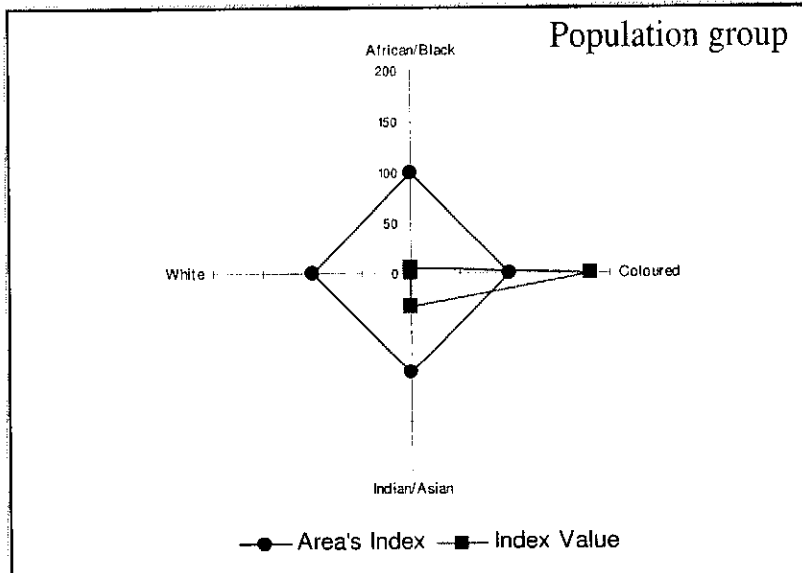 Population group
African/Black
200
150
100
50
White 0 Coloured
Indian/Asian
Area's Index Index Value